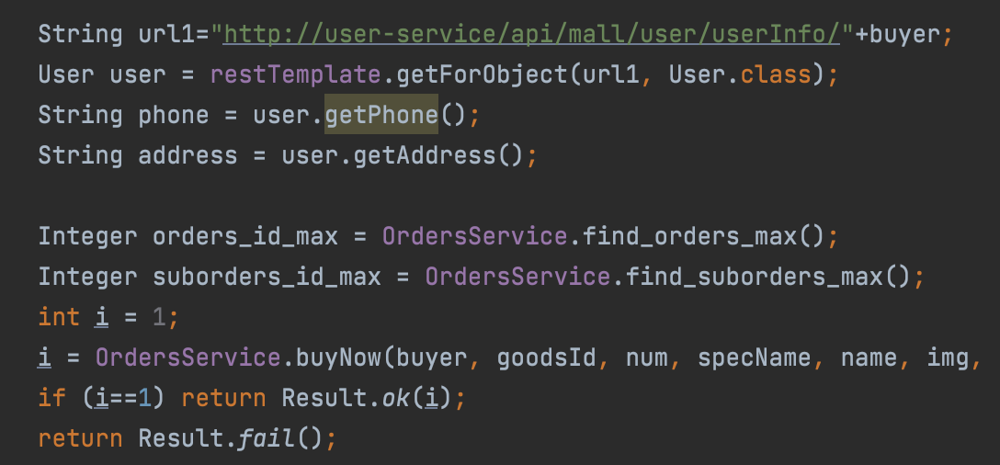 String url1="http://user-service/api/mall/user/userInfo/"+buyer;
User user = restTemplate.getForObject(url1, User.class);
String phone = user.getPhone();
String address = user.getAddress();
Integer orders_id_max = OrdersService.find_orders_max();
Integer suborders_id_max = OrdersService.find_suborders_max();
int i = 1;
i = OrdersService.buyNow(buyer, goodsId, num, specName, name, img,
if (i==1) return Result.ok(i);
return Result.fail();